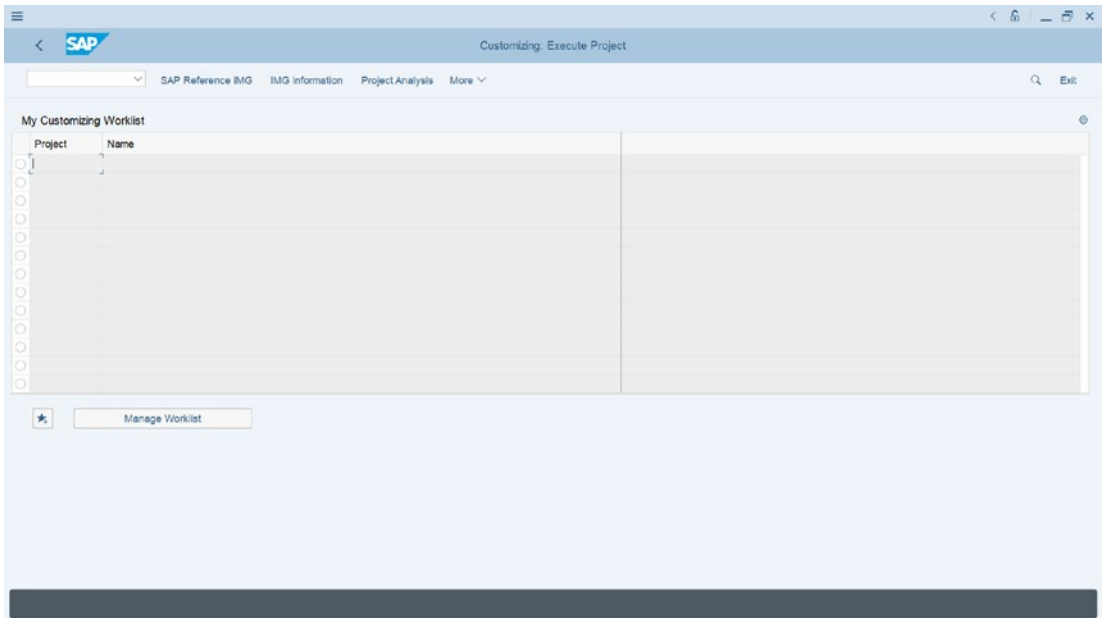 SAP
Customizing: Execute Project
SAP Reference IMG IMG Information Project Analysis More Exit
My Customizing Worklist
Project Name
Manage Worklist